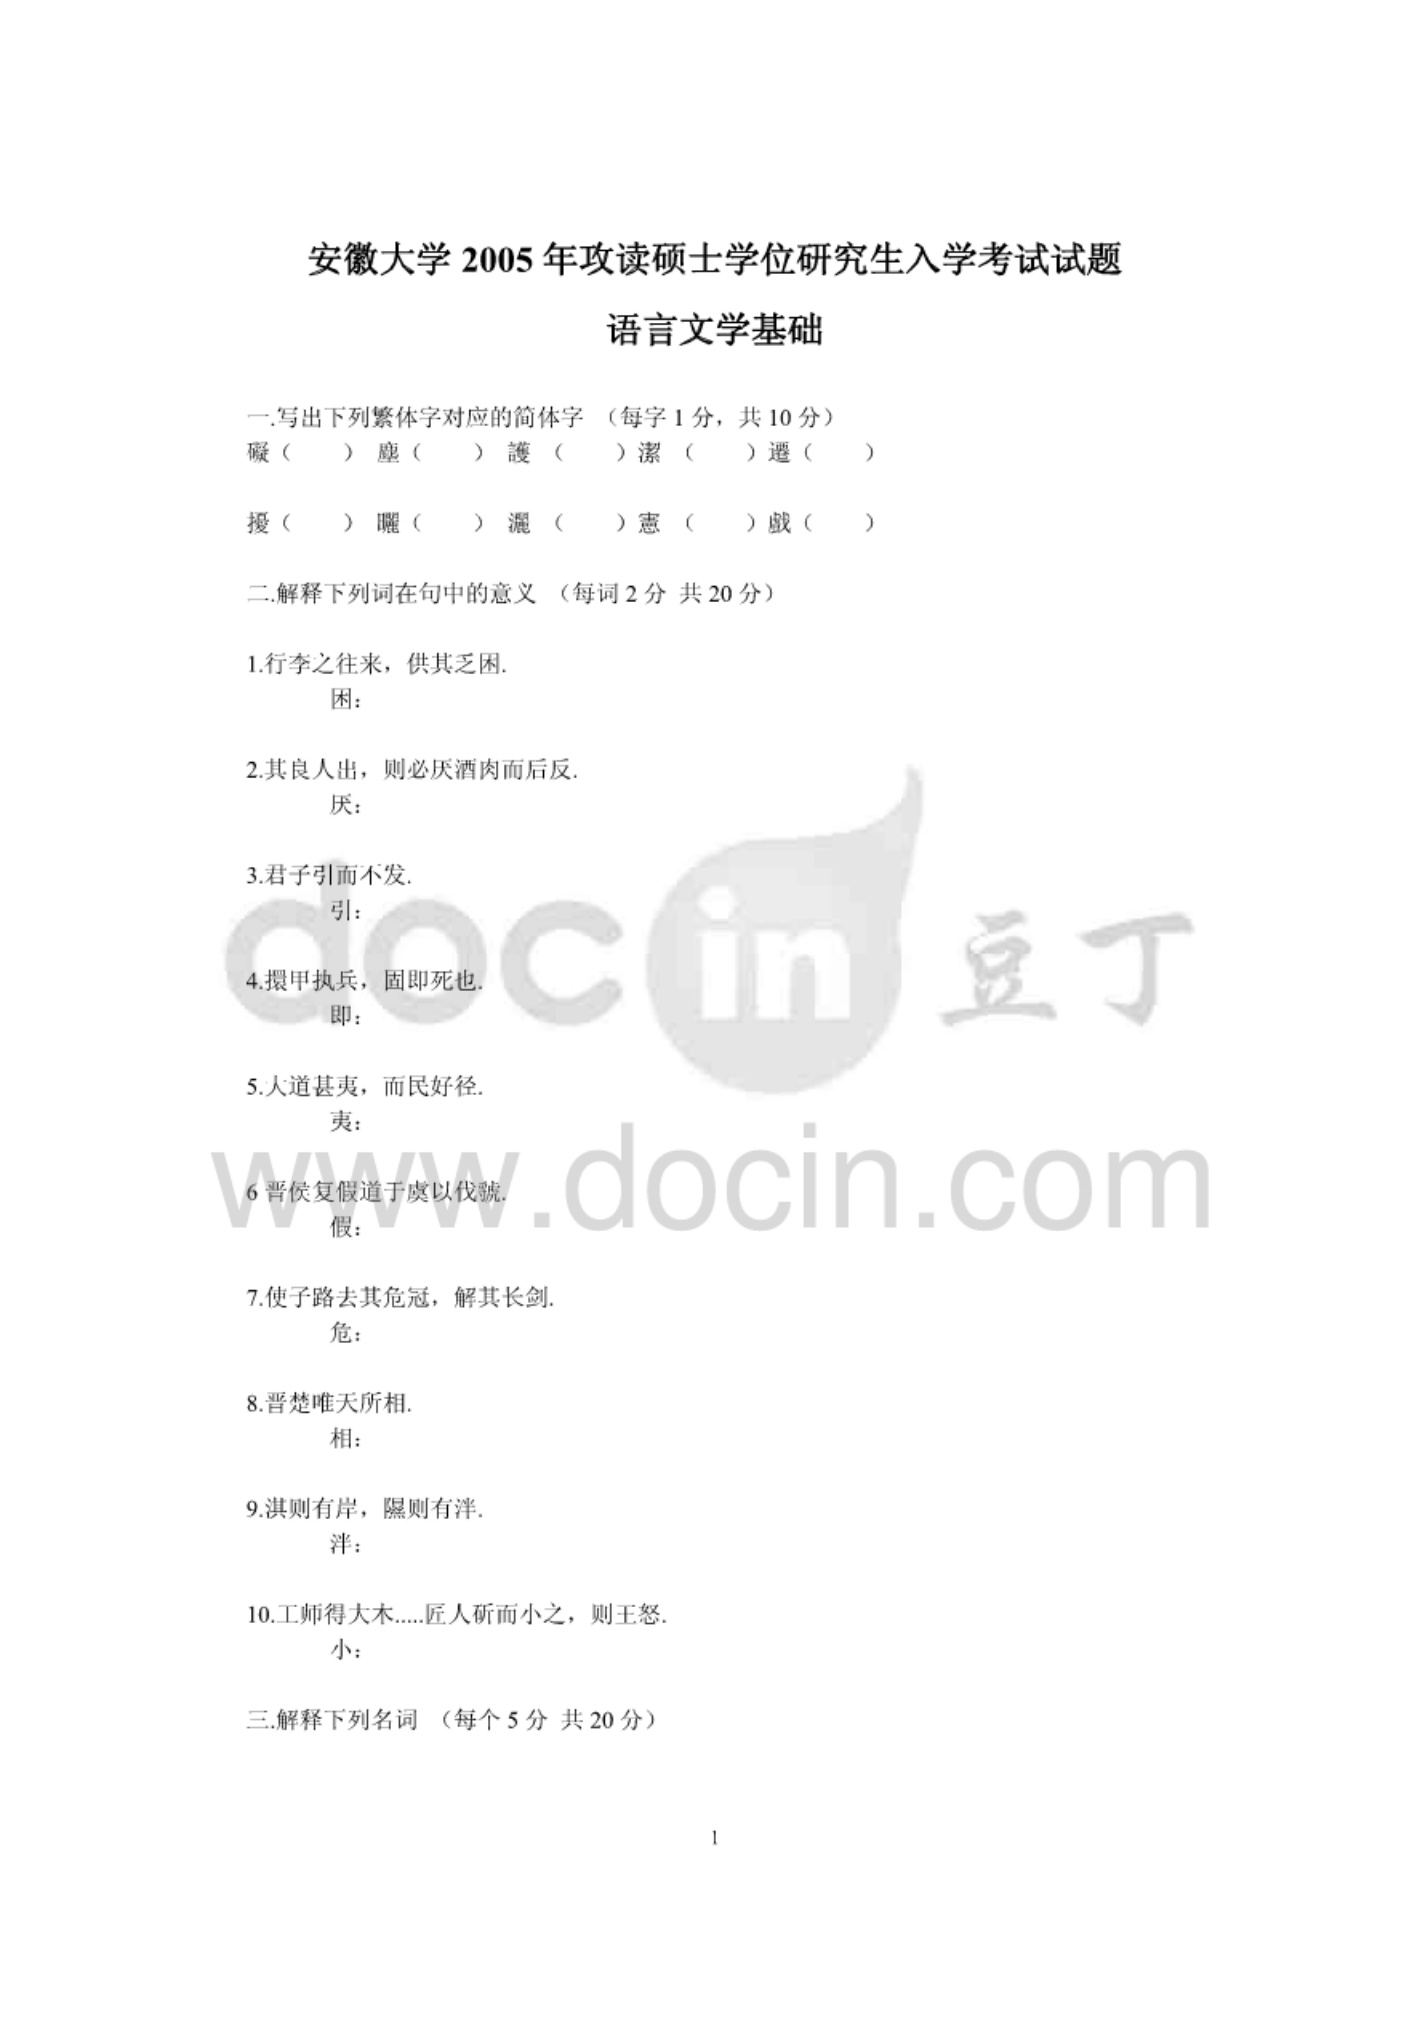 安徽大学 2005 年攻读硕士学位研究生入学考试试题
语言文学基础
一.写出下列繁体字对应的简体字 （每字 1 分，共 10 分）
礙（ ） 塵（ ） 護 （ ）潔 （ ）遷（ ）
擾（ ） 曬（ ） 灑 （ ）憲 （ ）戲（ ）
二.解释下列词在句中的意义 （每词 2 分 共 20 分）
1.行李之往来，供其乏困.
困：
2.其良人出，则必厌酒肉而后反.
厌：
3.君子引而不发.
引：
4.擐甲执兵，固即死也.
即：
5.大道甚夷，而民好径.
夷：
6 晋侯复假道于虞以伐虢.
假：
7.使子路去其危冠，解其长剑.
危：
8.晋楚唯天所相.
相：
9.淇则有岸，隰则有泮.
泮：
10.工师得大木.....匠人斫而小之，则王怒.
小：
三.解释下列名词 （每个 5 分 共 20 分）
1
docin 豆丁
www.docin.com